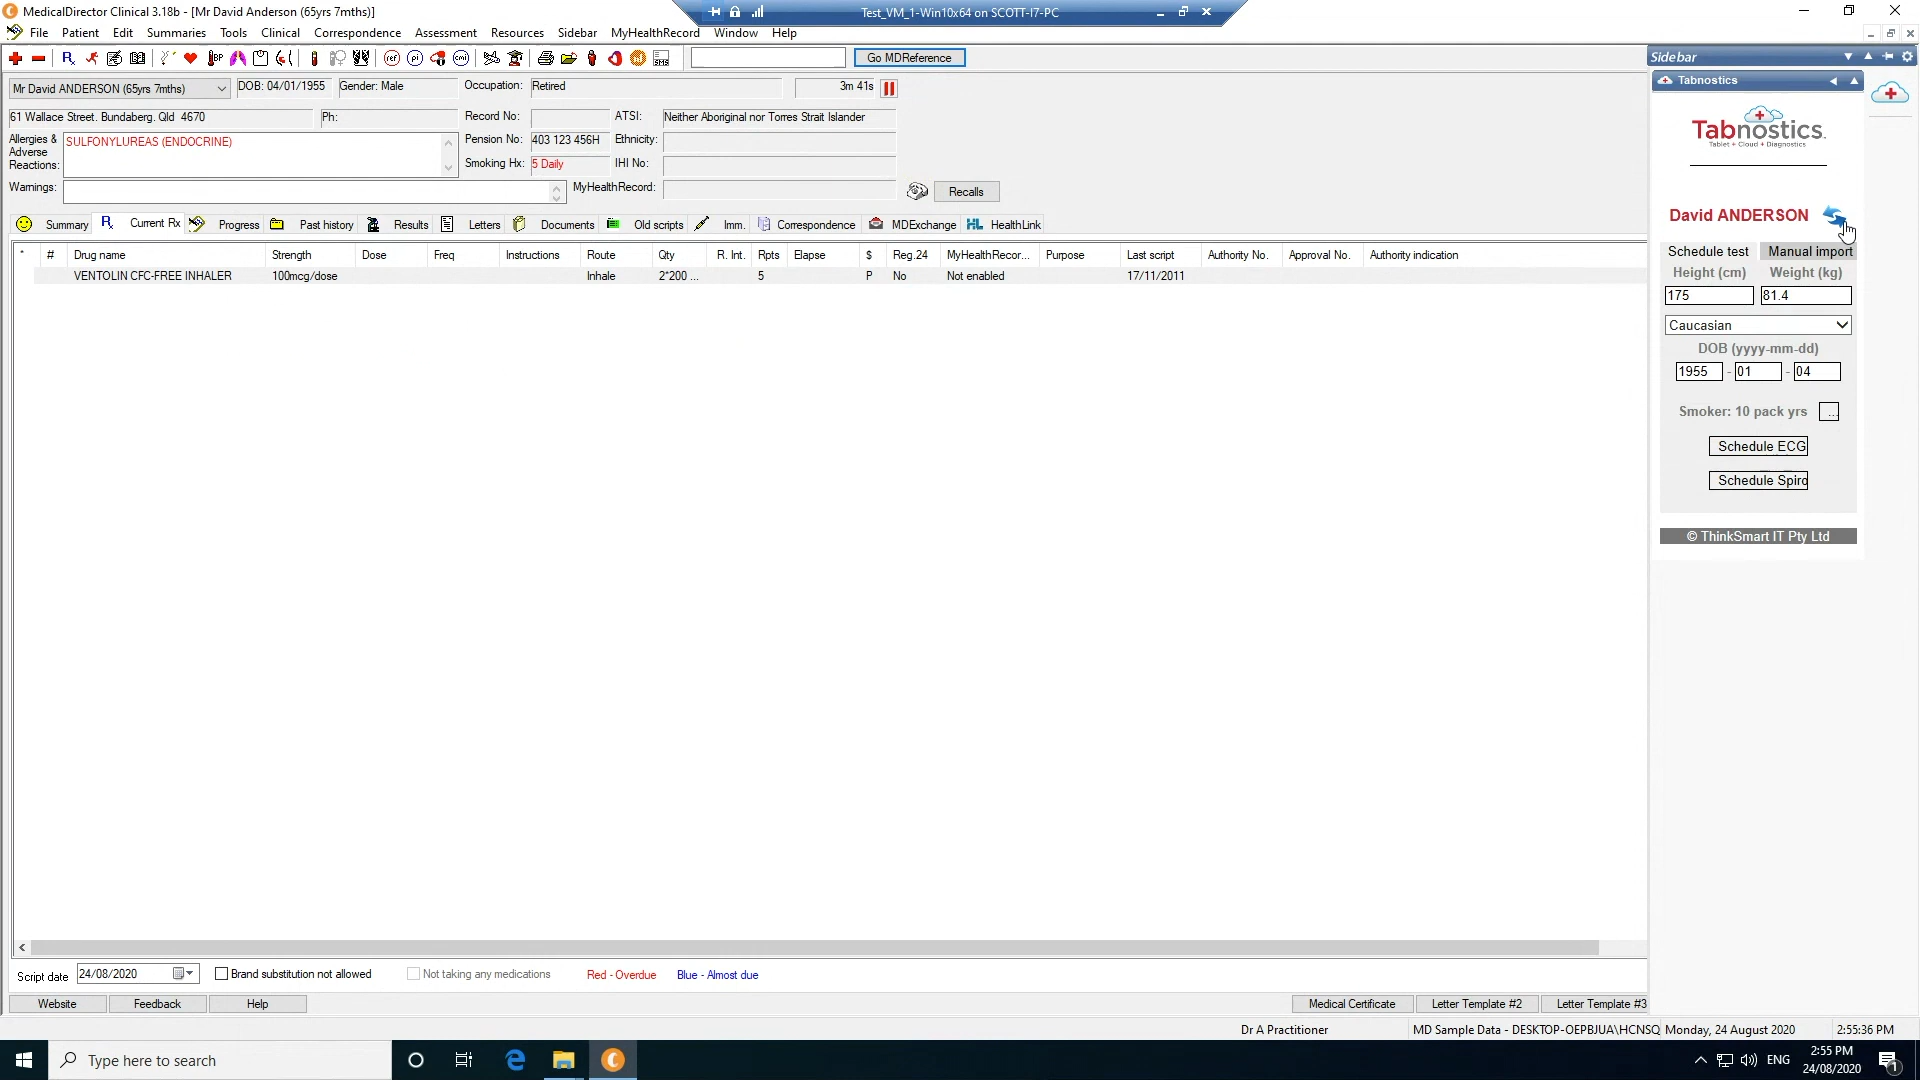 MedicalDirector Clinical 3.18b - [Mr David Anderson (65yrs 7mths)]
Test_VM_1-Win10x64 on SCOTT-I7-PC
File Patient Edit Summaries Tools Clinical Correspondence Assessment Resources Sidebar MyHealthRecord Window Help
Go MDReference
Mr David ANDERSON (65yrs 7mths) DOB: 04/01/1955 Gender: Male Occupation: Retired 3m 41s
61 Wallace Street. Bundaberg. Qld 4670 Ph: Record No: ATSI: Neither Aboriginal nor Torres Strait Islander
Allergies & Adverse Reactions: SULFONYLUREAS (ENDOCRINE) Pension No: 403 123 456H Ethnicity:
Smoking Hx: 5 Daily IHI No:
Warnings: MyHealthRecord: Recalls
Summary Current Rx Progress Past history Results Letters Documents Old scripts Imm. Correspondence MDExchange HealthLink
* # Drug name Strength Dose Freq Instructions Route Qty R. Int. Rpts Elapse $ Reg.24 MyHealthRecor... Purpose Last script Authority No. Approval No. Authority indication
VENTOLIN CFC-FREE INHALER 100mcg/dose Inhale 2*200 ... 5 P No Not enabled 17/11/2011
Sidebar
Tabnostics
Tabnostics.
Tablet + Cloud + Diagnostics
David ANDERSON
Schedule test Manual import
Height (cm) Weight (kg)
175 81.4
Caucasian
DOB (yyyy-mm-dd)
1955 - 01 - 04
Smoker: 10 pack yrs ...
Schedule ECG
Schedule Spiro
© ThinkSmart IT Pty Ltd
Script date 24/08/2020 Brand substitution not allowed Not taking any medications Red - Overdue Blue - Almost due
Website Feedback Help Medical Certificate Letter Template #2 Letter Template #3
Dr A Practitioner MD Sample Data - DESKTOP-OEPBJUA\HCNSQ Monday, 24 August 2020 2:55:36 PM
Type here to search ENG 2:55 PM
24/08/2020 1